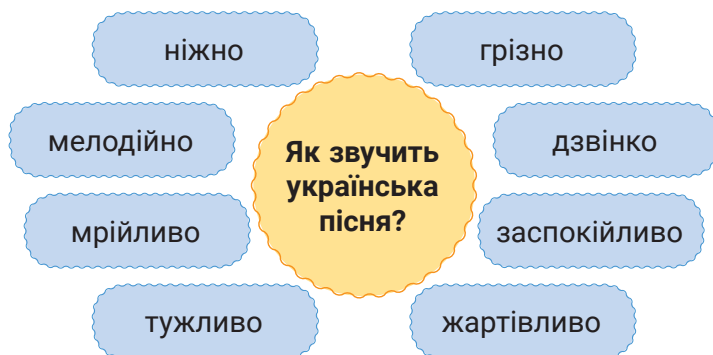 ніжно
грізно
мелодійно
дзвінко
Як звучить
українська
пісня?
мрійливо
заспокійливо
тужливо
жартівливо